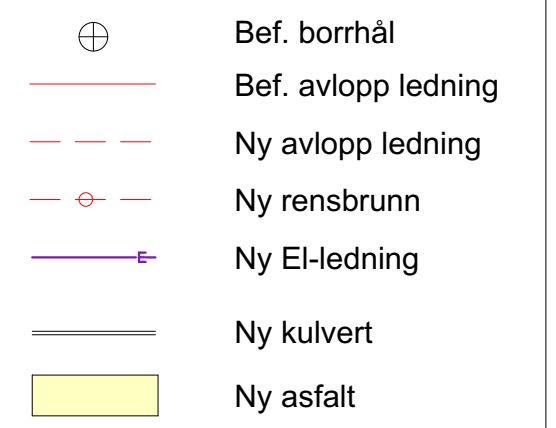 Bef. borrhål
Bef. avlopp ledning
Ny avlopp ledning
Ny rensbrunn
E Ny El-ledning
Ny kulvert
Ny asfalt